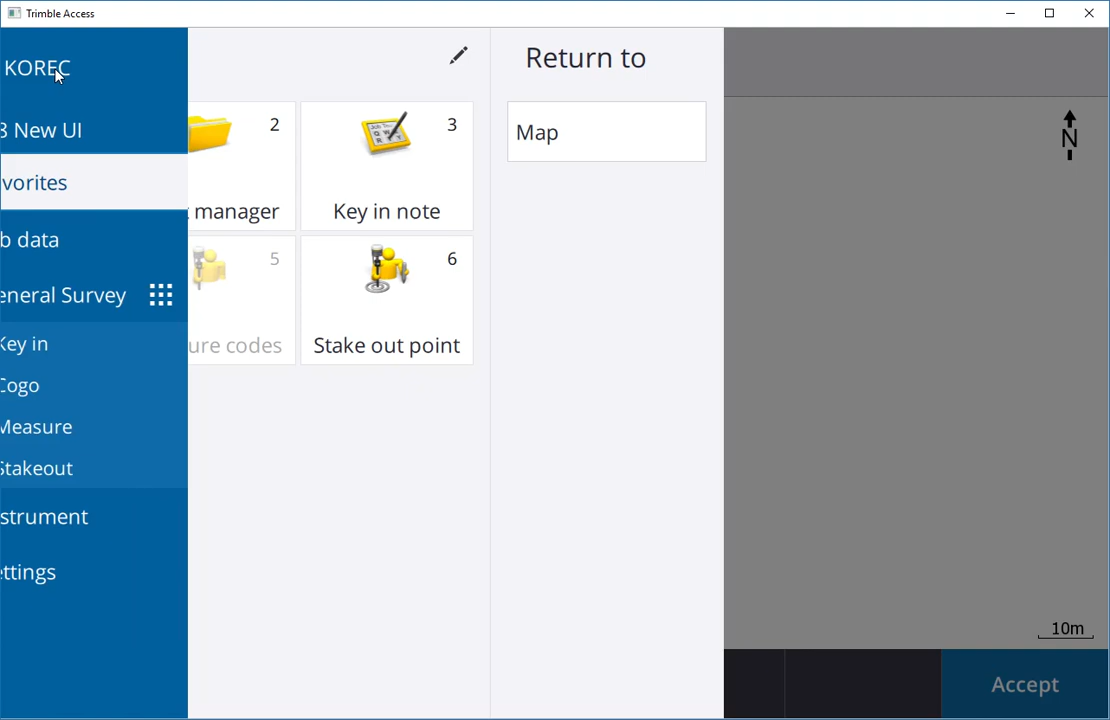 Trimble Access
KOREC
8 New UI
vorites
b data
eneral Survey
Key in
Cogo
Measure
Stakeout
strument
ettings
2
manager
3
Key in note
5
ure codes
6
Stake out point
Return to
Map
N
10m
Accept